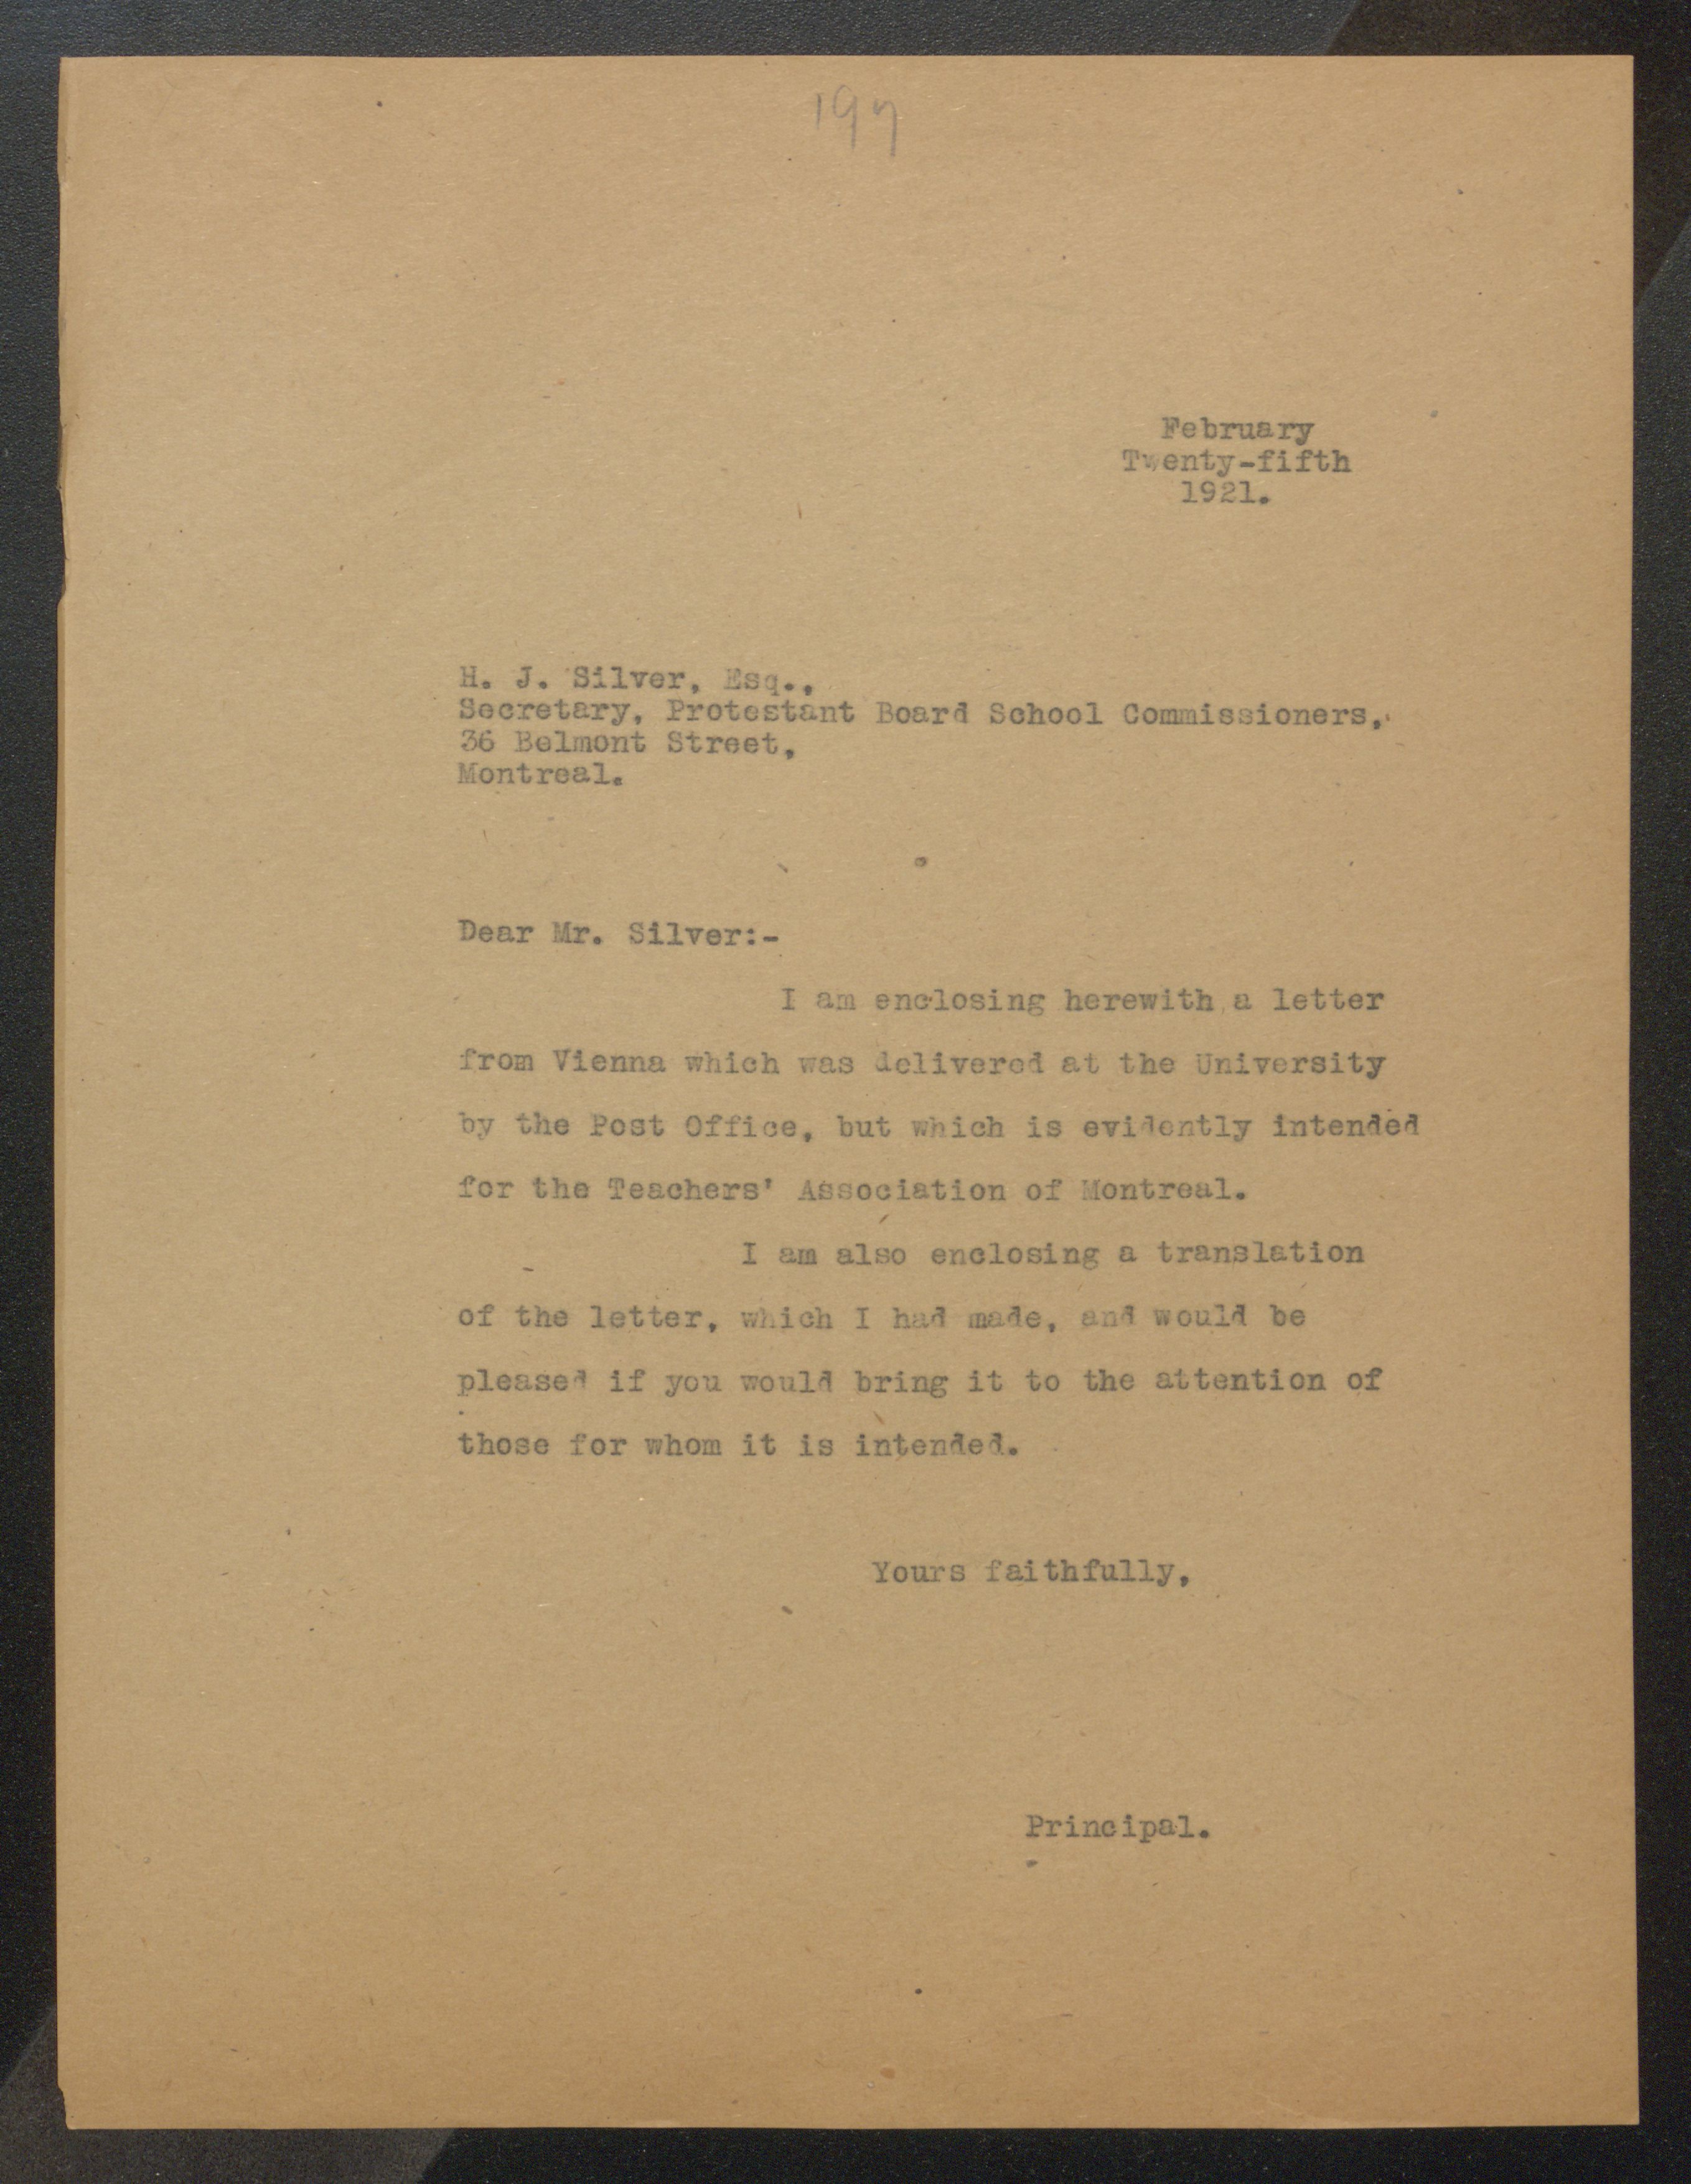 197
February
Twenty-fifth
1921.
H. J. Silver, Esq.,
Secretary, Protestant Board School Commissioners,
36 Belmont Street,
Montreal.
Dear Mr. Silver:-
I am enclosing herewith a letter
from Vienna which was delivered at the University
by the Post Office, but which is evidently intended
for the Teachers' Association of Montreal.
I am also enclosing a translation
of the letter, which I had made, and would be
pleased if you would bring it to the attention of
those for whom it is intended.
Yours faithfully,
Principal.